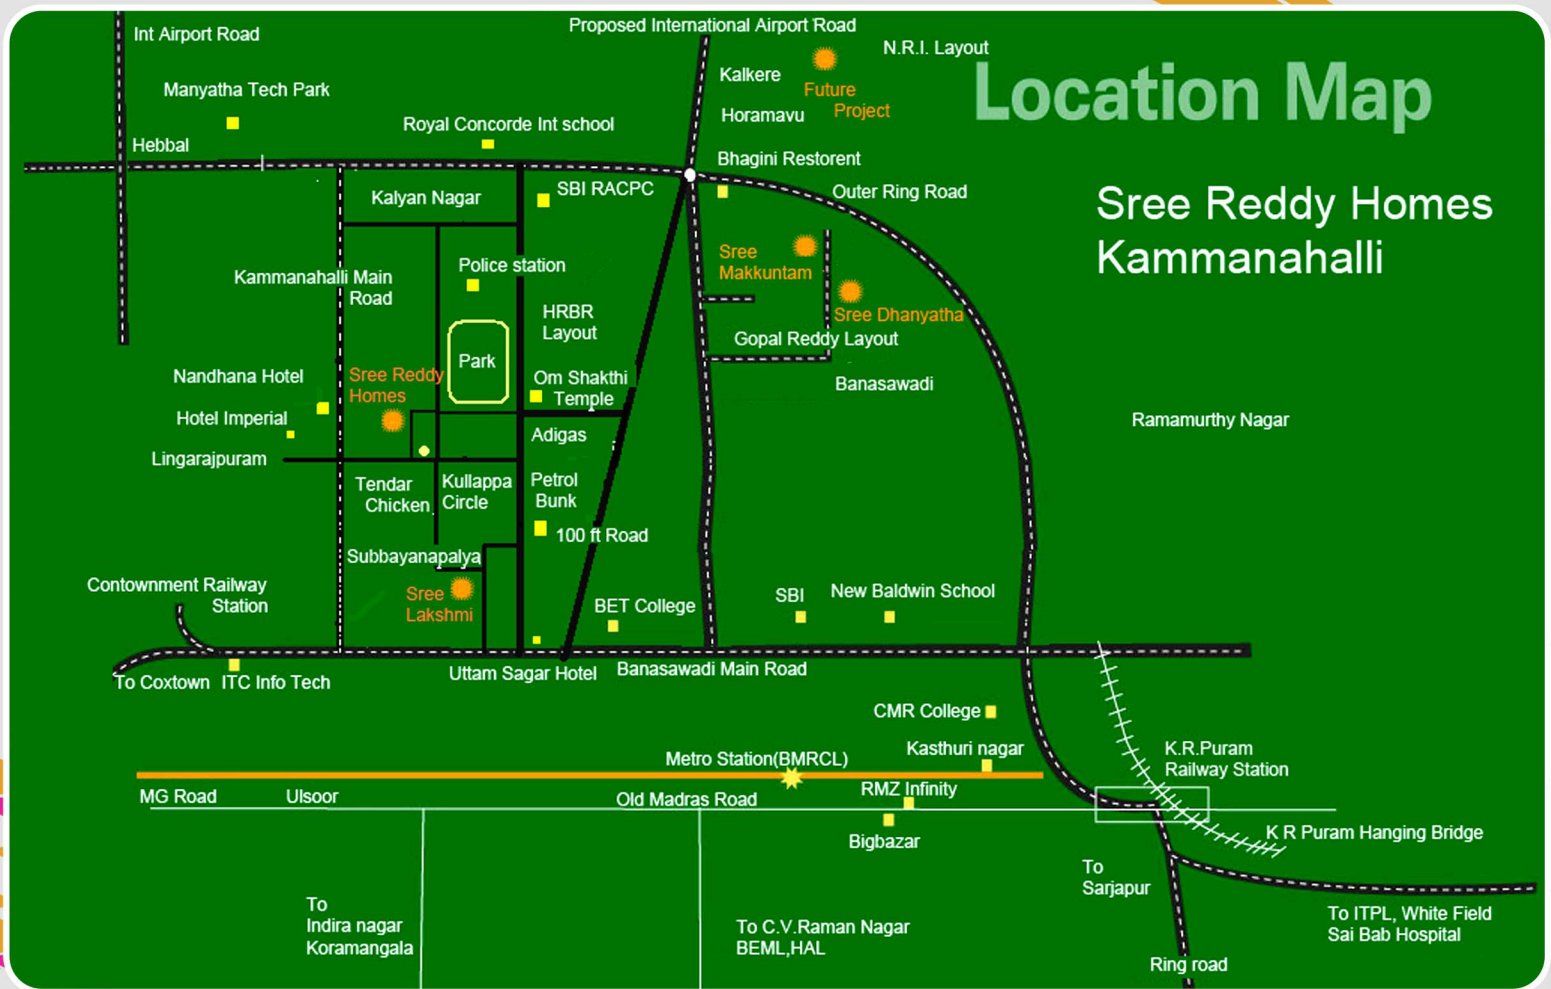 Int Airport Road
Proposed International Airport Road
N.R.I. Layout
Kalkere
Future
Project
Location Map
Manyatha Tech Park
Horamavu
Royal Concorde Int school
Hebbal
Bhagini Restorent
Kalyan Nagar
SBI RACPC
Outer Ring Road
Sree Reddy Homes
Kammanahalli
Kammanahalli Main
Road
Police station
Sree
Makkuntam
HRBR
Layout
Sree Dhanyatha
Gopal Reddy Layout
Park
Nandhana Hotel
Sree Reddy
Homes
Om Shakthi
Temple
Banasawadi
Hotel Imperial
Adigas
Ramamurthy Nagar
Lingarajpuram
Tendar
Chicken
Kullappa
Circle
Petrol
Bunk
100 ft Road
Subbayanapalya
Contownment Railway
Station
Sree
Lakshmi
BET College
SBI
New Baldwin School
To Coxtown
ITC Info Tech
Uttam Sagar Hotel
Banasawadi Main Road
CMR College
Metro Station(BMRCL)
Kasthuri nagar
K.R.Puram
Railway Station
MG Road
Ulsoor
Old Madras Road
RMZ Infinity
Bigbazar
K R Puram Hanging Bridge
To
Sarjapur
To
Indira nagar
Koramangala
To C.V.Raman Nagar
BEML,HAL
To ITPL, White Field
Sai Bab Hospital
Ring road